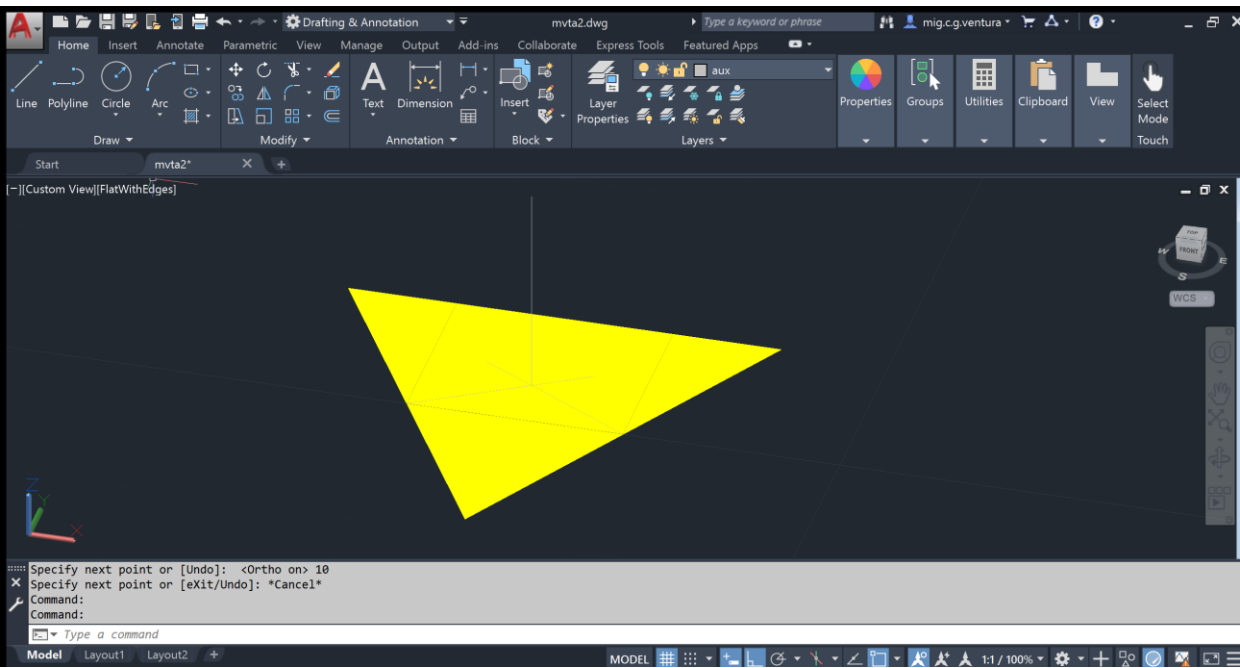 A Drafting & Annotation mvta2.dwg Type a keyword or phrase mig.c.g.ventura ?
Home Insert Annotate Parametric View Manage Output Add-ins Collaborate Express Tools Featured Apps
aux
Line Polyline Circle Arc Text Dimension Insert Layer Properties Properties Groups Utilities Clipboard View Select Mode
Draw Modify Annotation Block Layers Touch
Start mvta2* +
[-][Custom View][FlatWithEdges]
TOP
FRONT
W E
S
WCS
Z
Y
X
Specify next point or [Undo]: <Ortho on> 10
Specify next point or [eXit/Undo]: *Cancel*
Command:
Command:
Type a command
Model Layout1 Layout2 + MODEL 1:1 / 100%